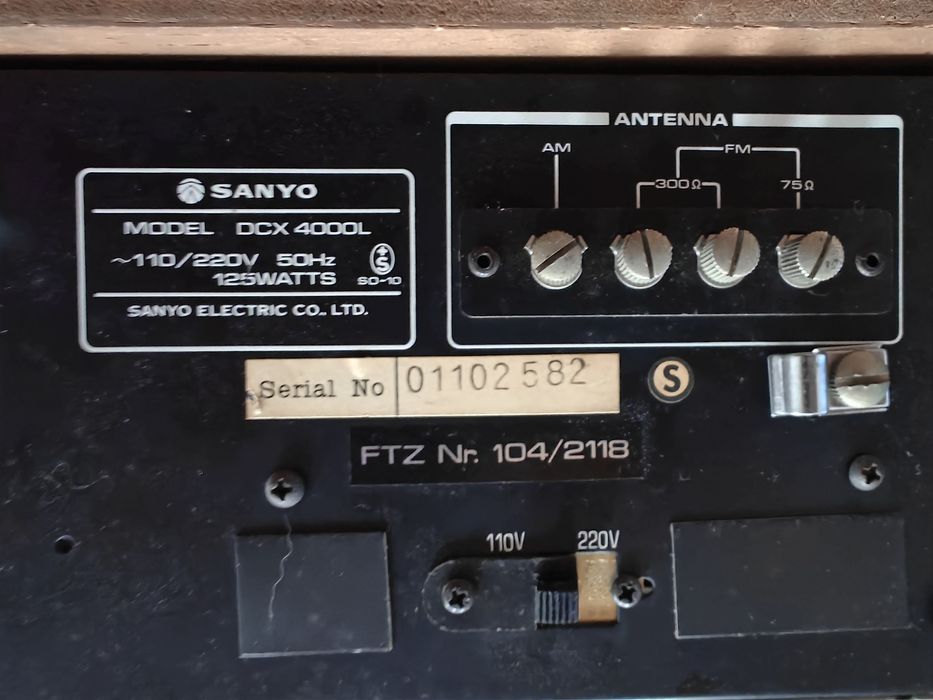 SANYO
MODEL DCX 4000L
~110/220V 50Hz
125WATTS
S
SO-10
SANYO ELECTRIC CO., LTD.
ANTENNA
AM
FM
300Ω
75Ω
Serial No 01102582
S
FTZ Nr. 104/2118
110V 220V